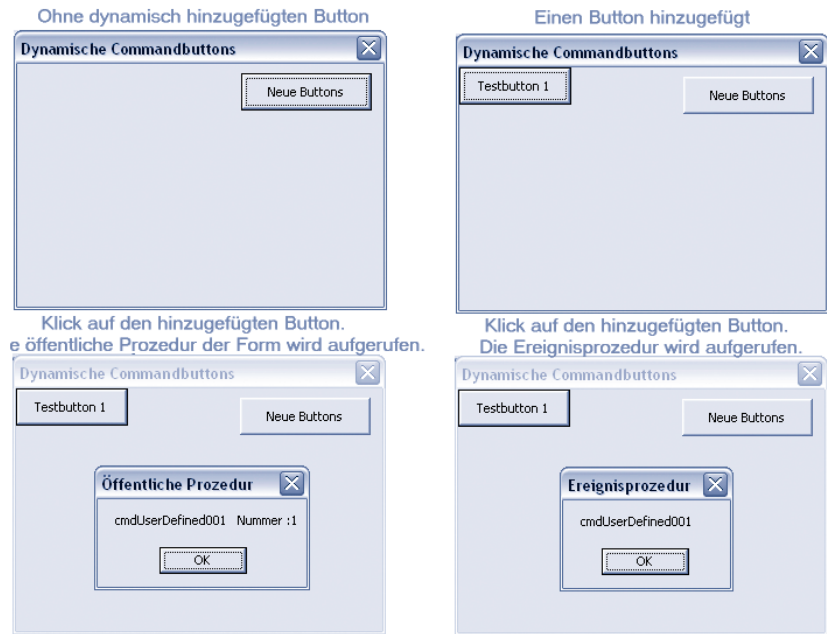 Ohne dynamisch hinzugefügten Button
Dynamische Commandbuttons
Neue Buttons
Einen Button hinzugefügt
Dynamische Commandbuttons
Testbutton 1
Neue Buttons
Klick auf den hinzugefügten Button.
e öffentliche Prozedur der Form wird aufgerufen.
Dynamische Commandbuttons
Testbutton 1
Neue Buttons
Öffentliche Prozedur
cmdUserDefined001 Nummer :1
OK
Klick auf den hinzugefügten Button.
Die Ereignisprozedur wird aufgerufen.
Dynamische Commandbuttons
Testbutton 1
Neue Buttons
Ereignisprozedur
cmdUserDefined001
OK